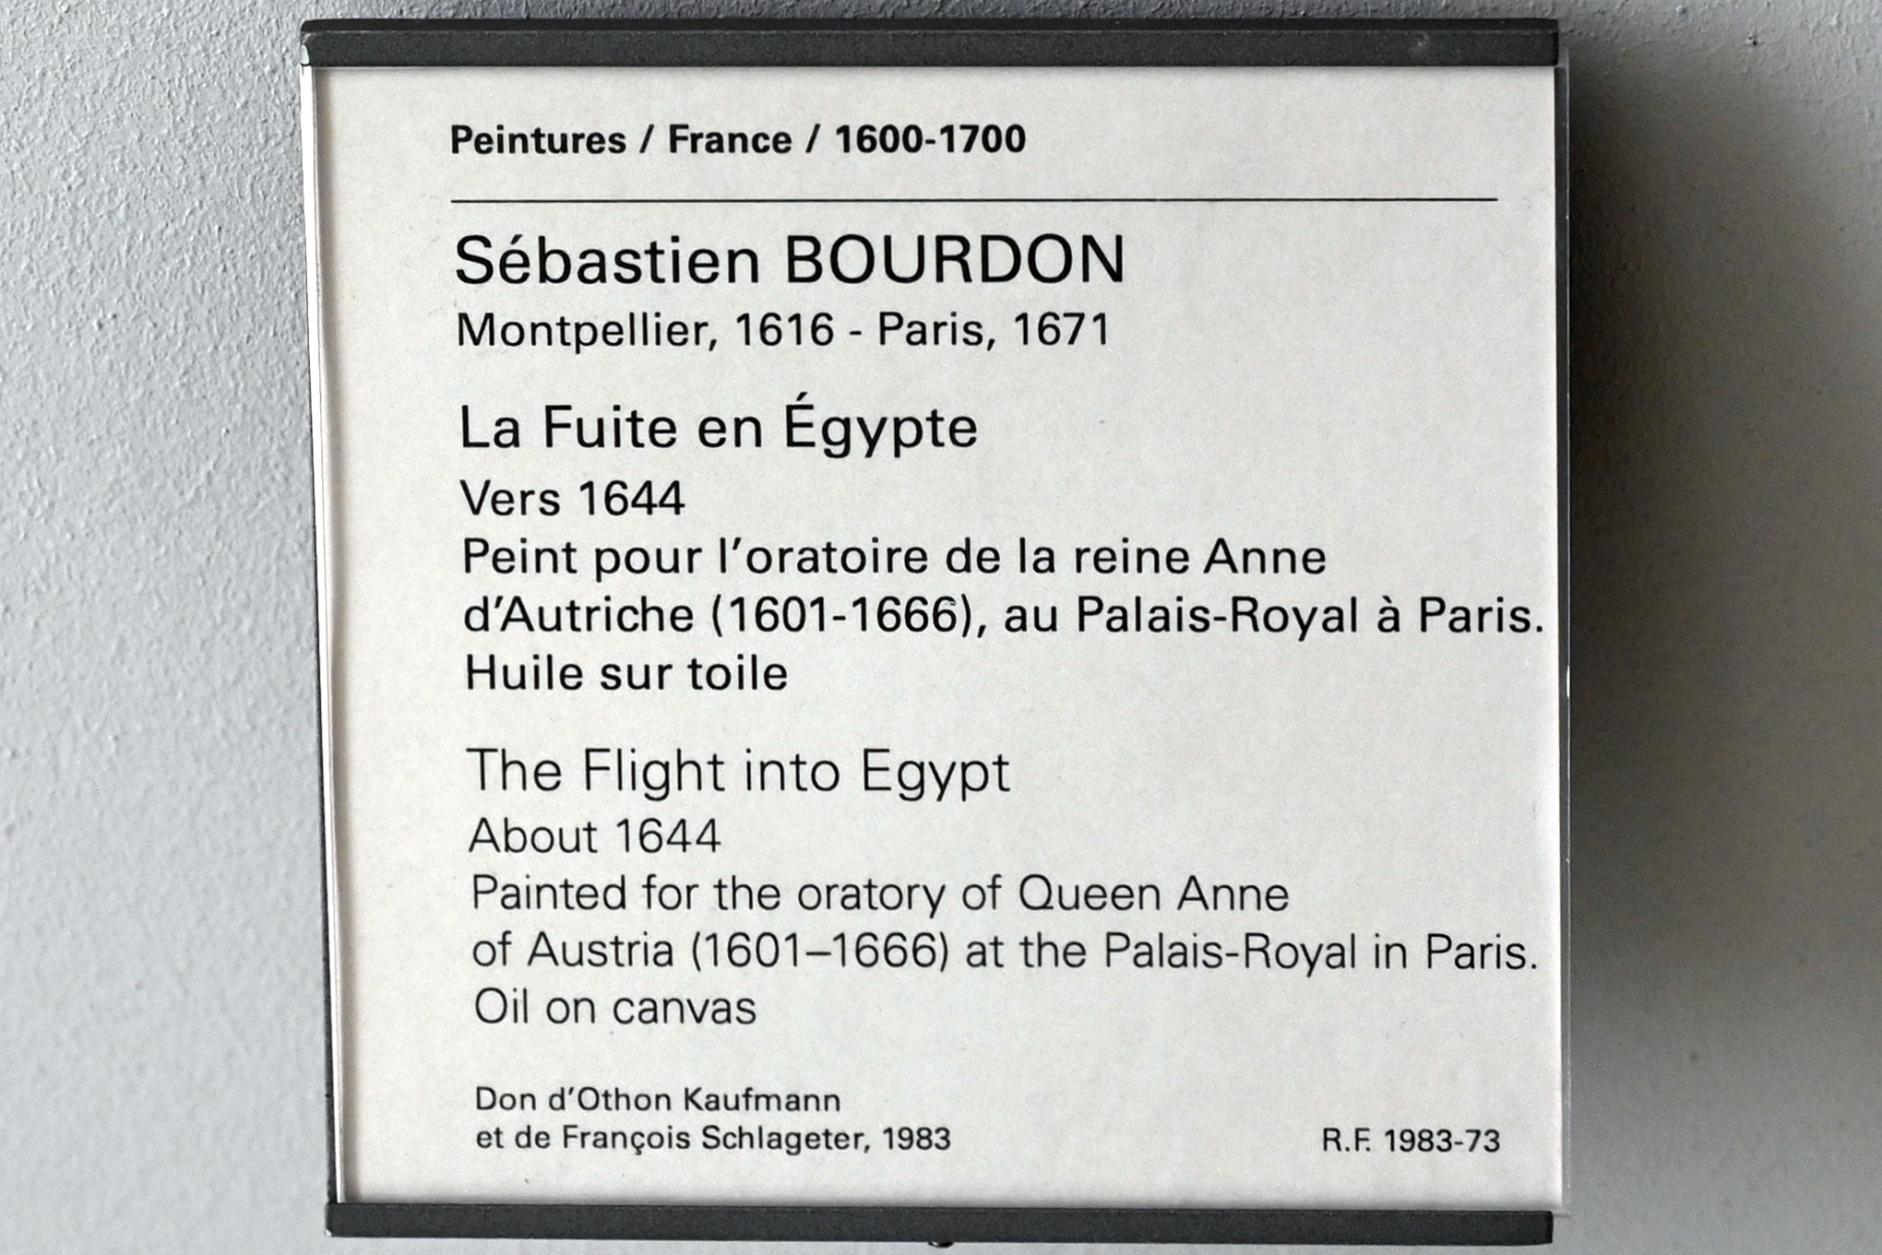 Peintures / France / 1600-1700
Sébastien BOURDON
Montpellier, 1616 - Paris, 1671
La Fuite en Égypte
Vers 1644
Peint pour l'oratoire de la reine Anne
d'Autriche (1601-1666), au Palais-Royal à Paris.
Huile sur toile
The Flight into Egypt
About 1644
Painted for the oratory of Queen Anne
of Austria (1601–1666) at the Palais-Royal in Paris.
Oil on canvas
Don d'Othon Kaufmann
et de François Schlageter, 1983
R.F. 1983-73